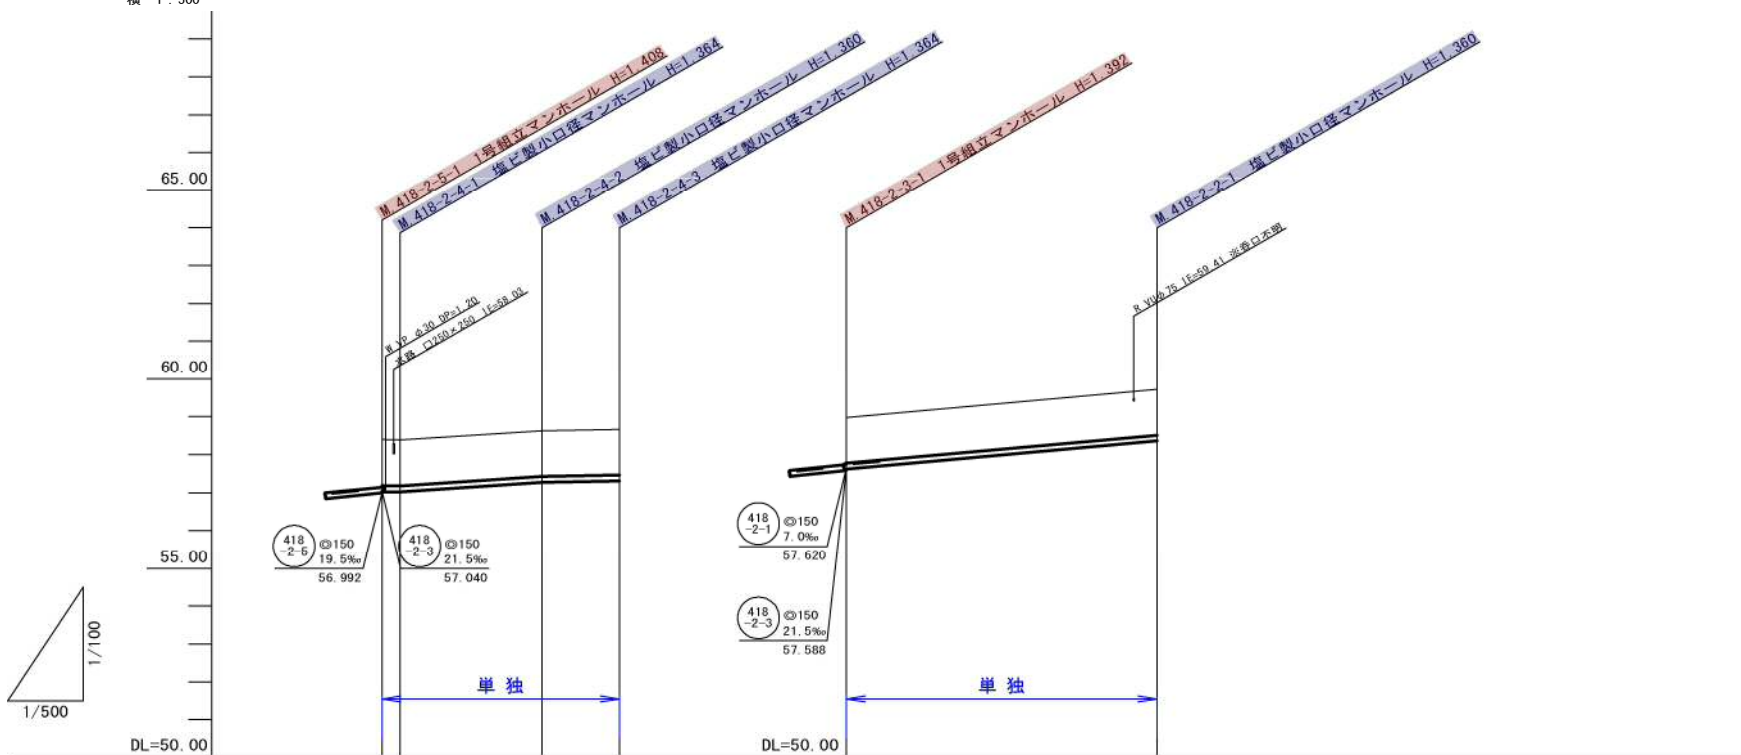 横 1:500
M.418-2-5-1 1号組立マンホール H=1.408
M.418-2-4-1 塩ビ製小口径マンホール H=1.364
M.418-2-4-2 塩ビ製小口径マンホール H=1.360
M.418-2-4-3 塩ビ製小口径マンホール H=1.364
M.418-2-3-1 1号組立マンホール H=1.392
M.418-2-2-1 塩ビ製小口径マンホール H=1.360
65.00
R VUφ75 IE=59.41 ※呑口不明
W VP φ30 DP=1.20
水路 口250×250 IE=58.03
60.00
418
-2-5
◎150
19.5‰
56.992
418
-2-3
◎150
21.5‰
57.040
418
-2-1
◎150
7.0‰
57.620
55.00
418
-2-3
◎150
21.5‰
57.588
1/100
1/500
単 独
単 独
DL=50.00
DL=50.00